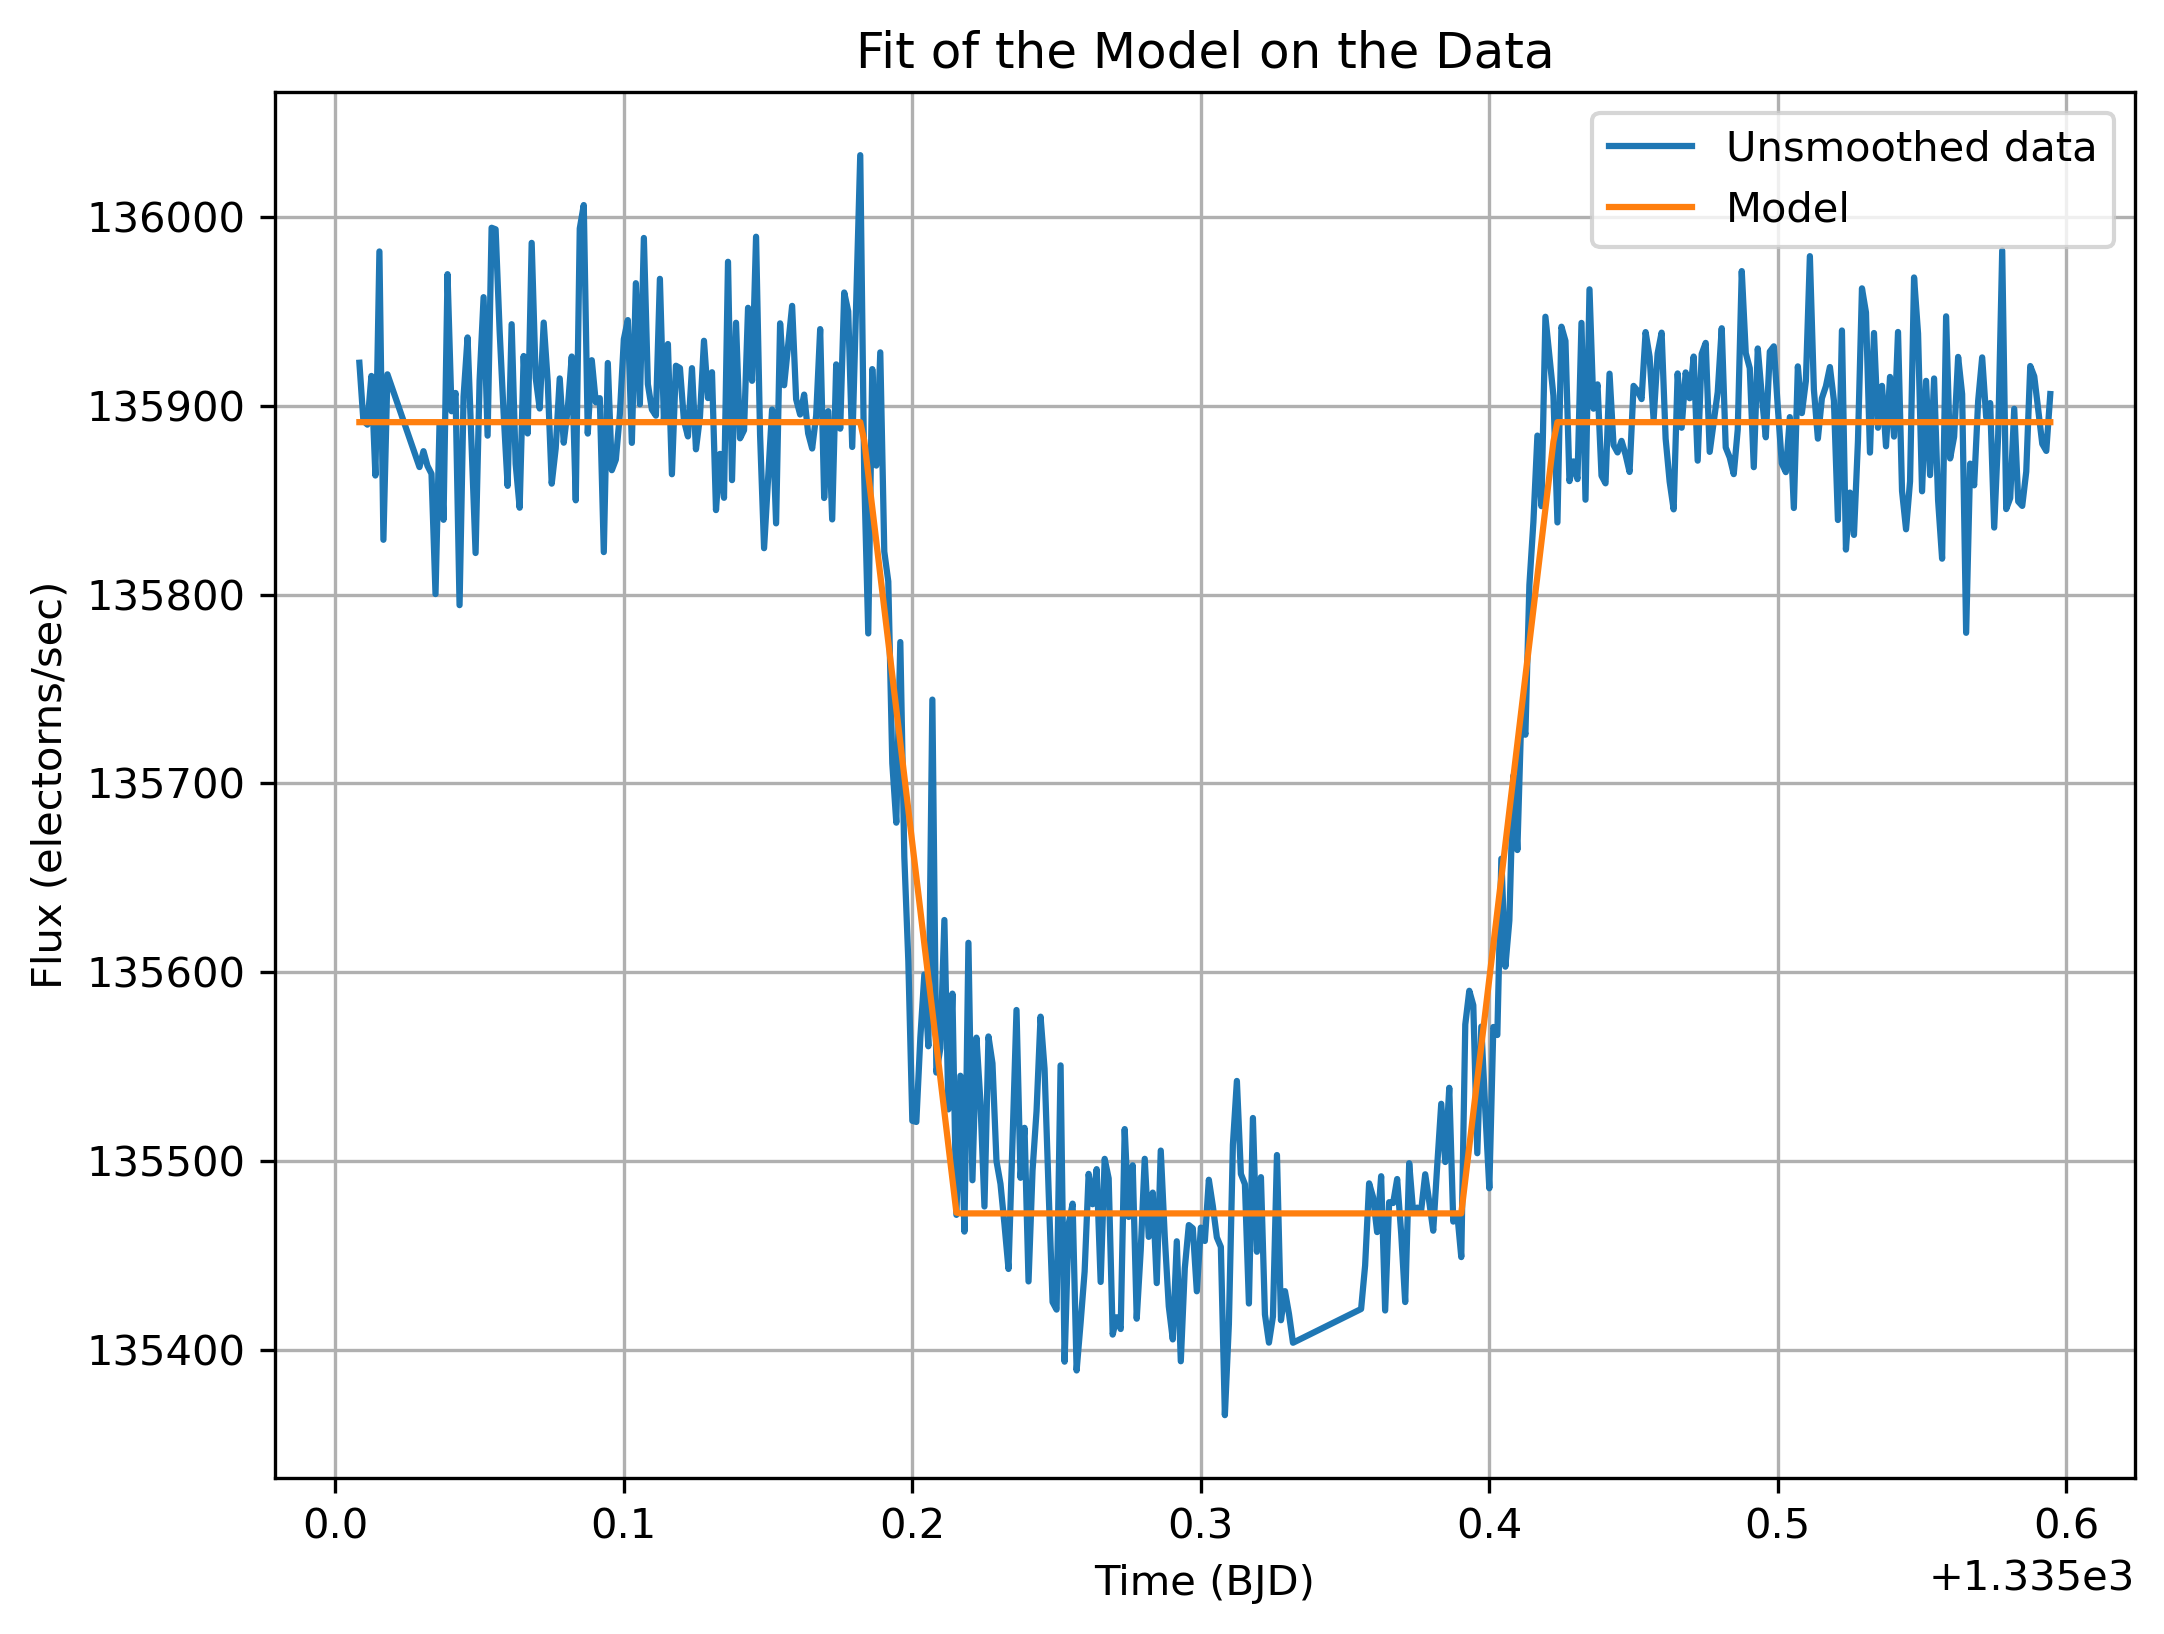 Fit of the Model on the Data
Unsmoothed data
Model
136000
135900
135800
135700
135600
135500
135400
Flux (electorns/sec)
0.0 0.1 0.2 0.3 0.4 0.5 0.6
Time (BJD)
+1.335e3